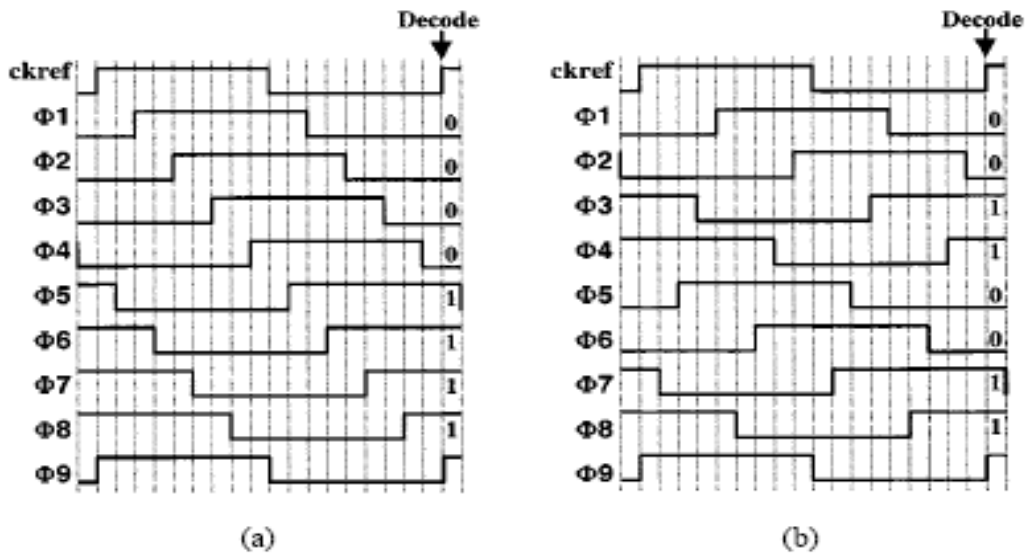 Decode
ckref
Φ1 0
Φ2 0
Φ3 0
Φ4 0
Φ5 1
Φ6 1
Φ7 1
Φ8 1
Φ9
(a)
Decode
ckref
Φ1 0
Φ2 0
Φ3 1
Φ4 1
Φ5 0
Φ6 0
Φ7 1
Φ8 1
Φ9
(b)